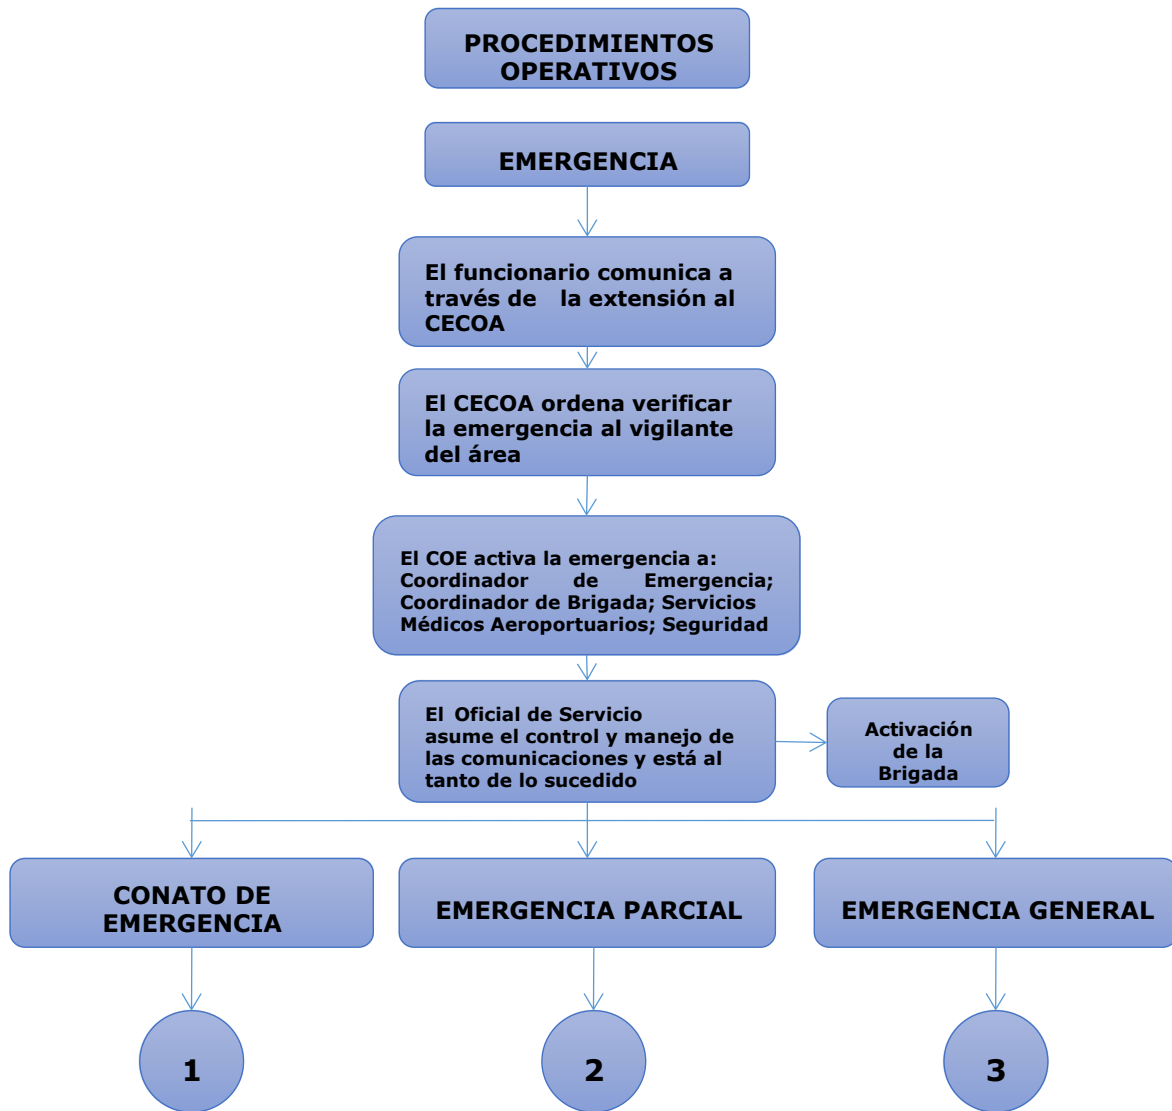 PROCEDIMIENTOS
OPERATIVOS
EMERGENCIA
El funcionario comunica a
través de la extensión al
CECOA
El CECOA ordena verificar
la emergencia al vigilante
del área
El COE activa la emergencia a:
Coordinador de Emergencia;
Coordinador de Brigada; Servicios
Médicos Aeroportuarios; Seguridad
El Oficial de Servicio
asume el control y manejo de
las comunicaciones y está al
tanto de lo sucedido
Activación
de la
Brigada
CONATO DE
EMERGENCIA
EMERGENCIA PARCIAL
EMERGENCIA GENERAL
1
2
3